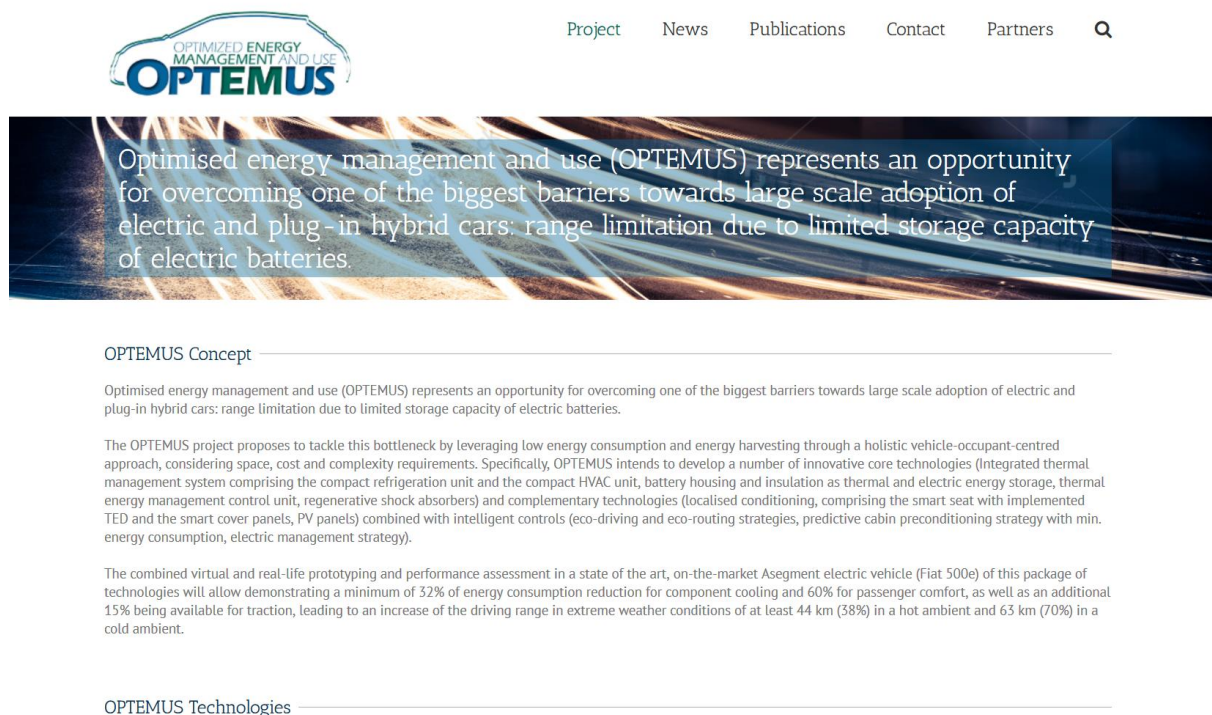 OPTIMIZED ENERGY
MANAGEMENT AND USE
OPTEMUS
Project
News
Publications
Contact
Partners
Optimised energy management and use (OPTEMUS) represents an opportunity
for overcoming one of the biggest barriers towards large scale adoption of
electric and plug-in hybrid cars: range limitation due to limited storage capacity
of electric batteries.
OPTEMUS Concept
Optimised energy management and use (OPTEMUS) represents an opportunity for overcoming one of the biggest barriers towards large scale adoption of electric and
plug-in hybrid cars: range limitation due to limited storage capacity of electric batteries.
The OPTEMUS project proposes to tackle this bottleneck by leveraging low energy consumption and energy harvesting through a holistic vehicle-occupant-centred
approach, considering space, cost and complexity requirements. Specifically, OPTEMUS intends to develop a number of innovative core technologies (Integrated thermal
management system comprising the compact refrigeration unit and the compact HVAC unit, battery housing and insulation as thermal and electric energy storage, thermal
energy management control unit, regenerative shock absorbers) and complementary technologies (localised conditioning, comprising the smart seat with implemented
TED and the smart cover panels, PV panels) combined with intelligent controls (eco-driving and eco-routing strategies, predictive cabin preconditioning strategy with min.
energy consumption, electric management strategy).
The combined virtual and real-life prototyping and performance assessment in a state of the art, on-the-market Asegment electric vehicle (Fiat 500e) of this package of
technologies will allow demonstrating a minimum of 32% of energy consumption reduction for component cooling and 60% for passenger comfort, as well as an additional
15% being available for traction, leading to an increase of the driving range in extreme weather conditions of at least 44 km (38%) in a hot ambient and 63 km (70%) in a
cold ambient.
OPTEMUS Technologies